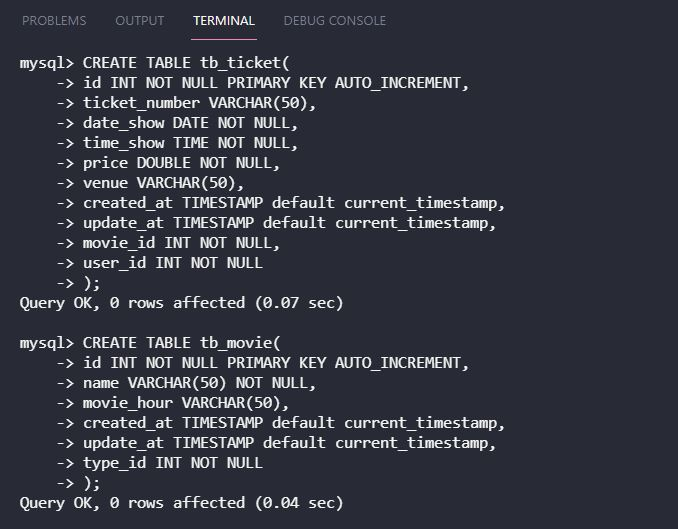 PROBLEMS OUTPUT TERMINAL DEBUG CONSOLE
mysql> CREATE TABLE tb_ticket(
    -> id INT NOT NULL PRIMARY KEY AUTO_INCREMENT,
    -> ticket_number VARCHAR(50),
    -> date_show DATE NOT NULL,
    -> time_show TIME NOT NULL,
    -> price DOUBLE NOT NULL,
    -> venue VARCHAR(50),
    -> created_at TIMESTAMP default current_timestamp,
    -> update_at TIMESTAMP default current_timestamp,
    -> movie_id INT NOT NULL,
    -> user_id INT NOT NULL
    -> );
Query OK, 0 rows affected (0.07 sec)
mysql> CREATE TABLE tb_movie(
    -> id INT NOT NULL PRIMARY KEY AUTO_INCREMENT,
    -> name VARCHAR(50) NOT NULL,
    -> movie_hour VARCHAR(50),
    -> created_at TIMESTAMP default current_timestamp,
    -> update_at TIMESTAMP default current_timestamp,
    -> type_id INT NOT NULL
    -> );
Query OK, 0 rows affected (0.04 sec)